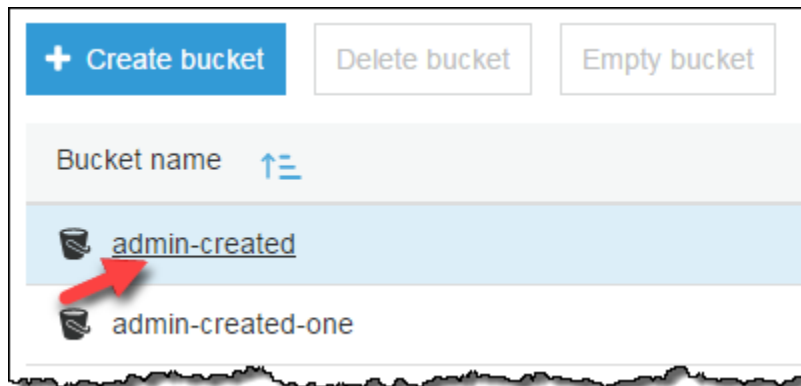 + Create bucket Delete bucket Empty bucket
Bucket name
admin-created
admin-created-one